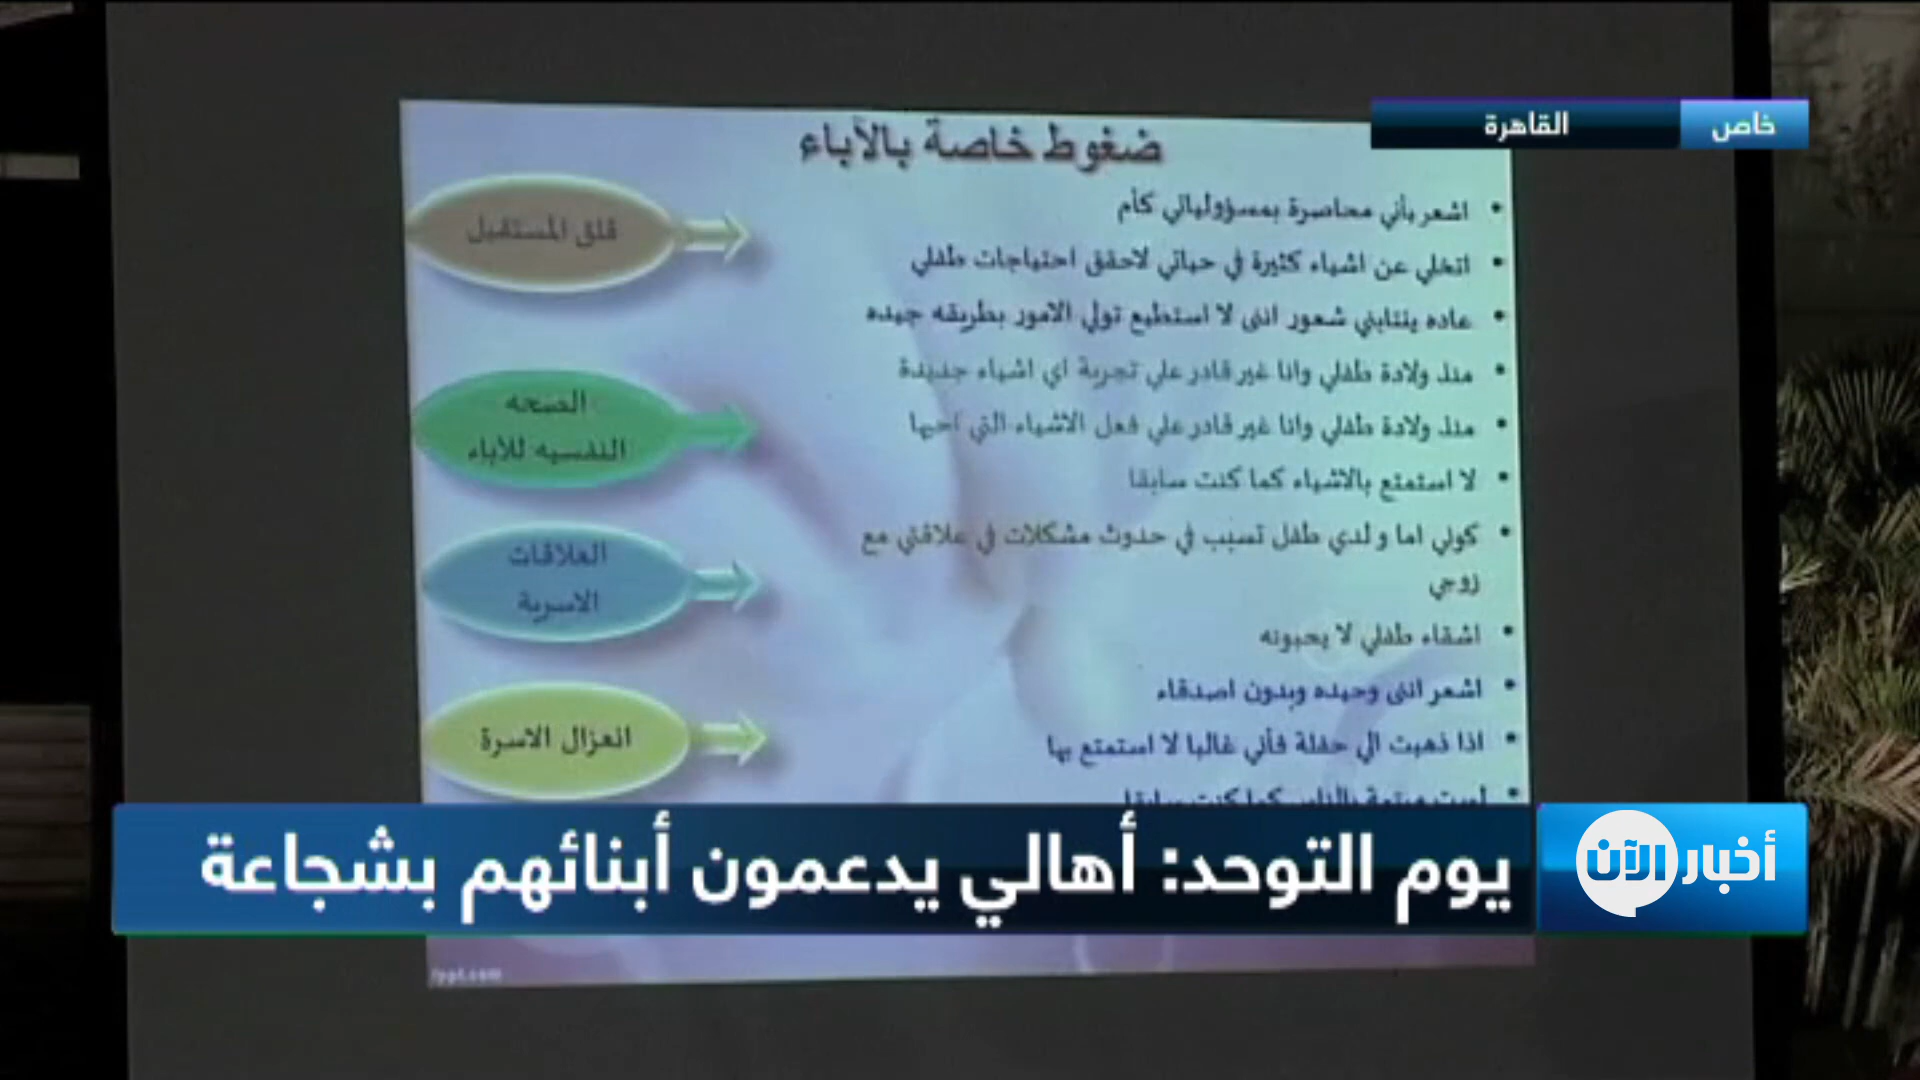 خاص
القاهرة
ضغوط خاصة بالآباء
قلق المستقبل
الصحه
النفسيه للآباء
العلاقات
الاسرية
انعزال الاسرة
اشعر بأني محاصرة بمسؤولياتي كأم
اتخلي عن اشياء كثيرة في حياتي لاحقق احتياجات طفلي
عاده ينتابني شعور انني لا استطيع تولي الامور بطريقه جيده
منذ ولادة طفلي وانا غير قادر علي تجربة اي اشياء جديدة
منذ ولادة طفلي وانا غير قادر علي فعل الاشياء التي احبها
لا استمتع بالاشياء كما كنت سابقا
كوني اما و لدي طفل تسبب في حدوث مشكلات في علاقتي مع
زوجي
اشقاء طفلي لا يحبونه
اشعر انني وحيده وبدون اصدقاء
اذا ذهبت الي حفلة فأني غالبا لا استمتع بها
أخبار الآن
يوم التوحد: أهالي يدعمون أبنائهم بشجاعة
fppt.com